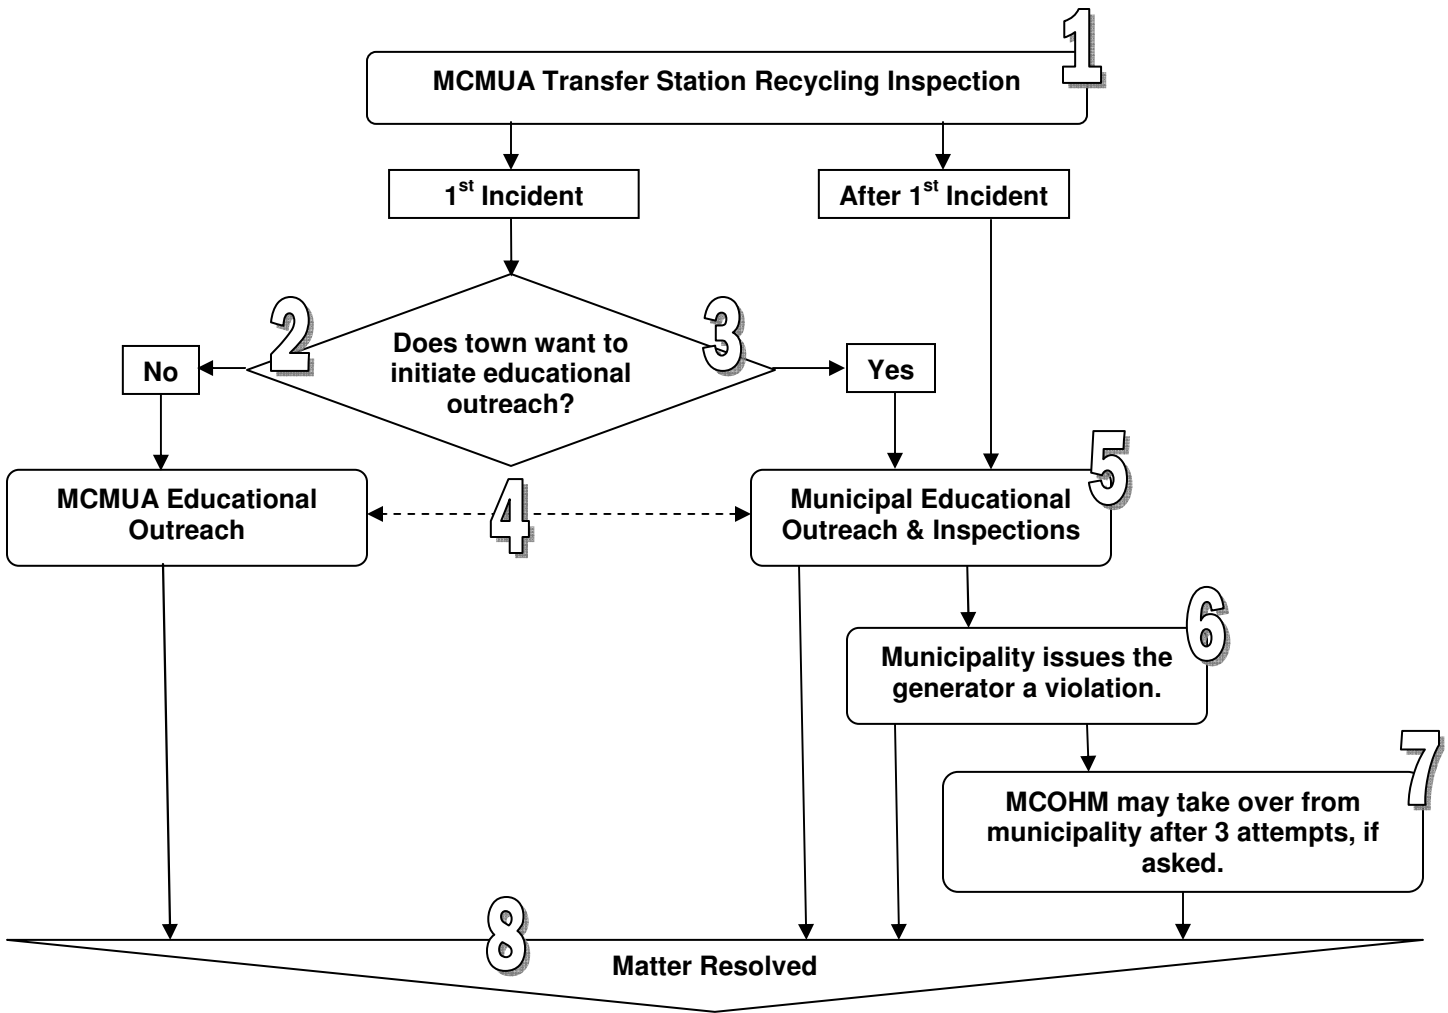 1
MCMUA Transfer Station Recycling Inspection
1st Incident
After 1st Incident
2
3
Does town want to
initiate educational
outreach?
No
Yes
MCMUA Educational
Outreach
4
5
Municipal Educational
Outreach & Inspections
6
Municipality issues the
generator a violation.
7
MCOHM may take over from
municipality after 3 attempts, if
asked.
8
Matter Resolved